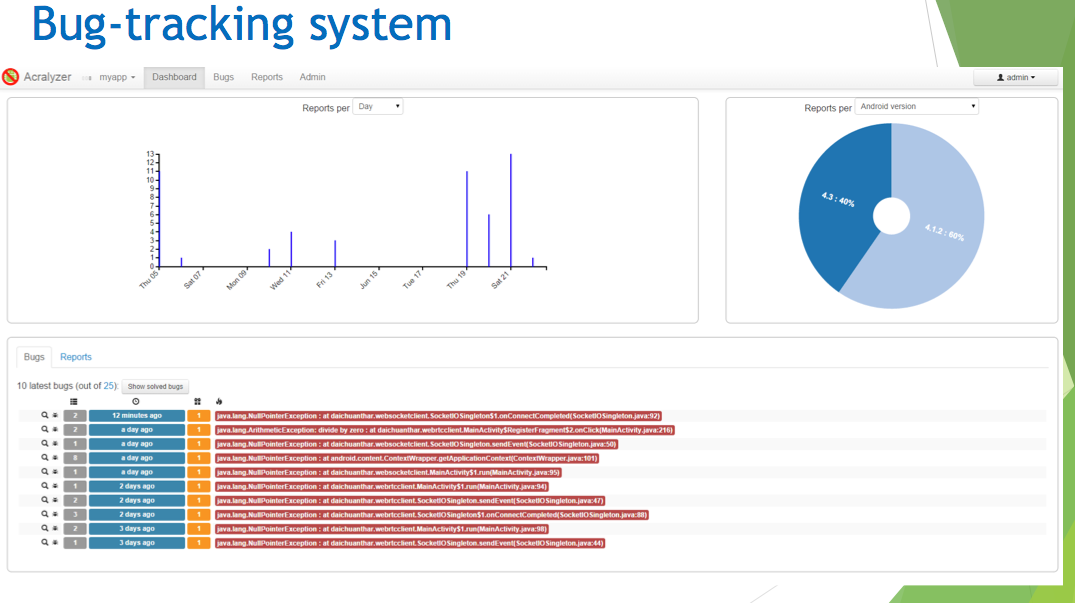 Bug-tracking system
Acralyzer myapp Dashboard Bugs Reports Admin admin
Reports per Day
13
12
11
10
9
8
7
6
5
4
3
2
1
0
Thu 05 Sat 07 Mon 09 Wed 11 Fri 13 Jun 15 Tue 17 Thu 19 Sat 21
Reports per Android version
4.3 : 40%
4.1.2 : 60%
Bugs Reports
10 latest bugs (out of 25): Show solved bugs
2 12 minutes ago 1 java.lang.NullPointerException : at daichuanthar.websocketclient.SocketIOSingleton$1.onConnectCompleted(SocketIOSingleton.java:92)
2 a day ago 1 java.lang.ArithmeticException: divide by zero : at daichuanthar.webrtcclient.MainActivity$RegisterFragment$2.onClick(MainActivity.java:216)
1 a day ago 1 java.lang.NullPointerException : at daichuanthar.websocketclient.SocketIOSingleton.sendEvent(SocketIOSingleton.java:50)
8 a day ago 1 java.lang.NullPointerException : at android.content.ContextWrapper.getApplicationContext(ContextWrapper.java:101)
1 a day ago 1 java.lang.NullPointerException : at daichuanthar.websocketclient.MainActivity$1.run(MainActivity.java:95)
1 2 days ago 1 java.lang.NullPointerException : at daichuanthar.webrtcclient.MainActivity$1.run(MainActivity.java:94)
2 2 days ago 1 java.lang.NullPointerException : at daichuanthar.webrtcclient.SocketIOSingleton.sendEvent(SocketIOSingleton.java:47)
3 2 days ago 1 java.lang.NullPointerException : at daichuanthar.webrtcclient.SocketIOSingleton$1.onConnectCompleted(SocketIOSingleton.java:88)
2 3 days ago 1 java.lang.NullPointerException : at daichuanthar.webrtcclient.MainActivity$1.run(MainActivity.java:98)
1 3 days ago 1 java.lang.NullPointerException : at daichuanthar.webrtcclient.SocketIOSingleton.sendEvent(SocketIOSingleton.java:44)